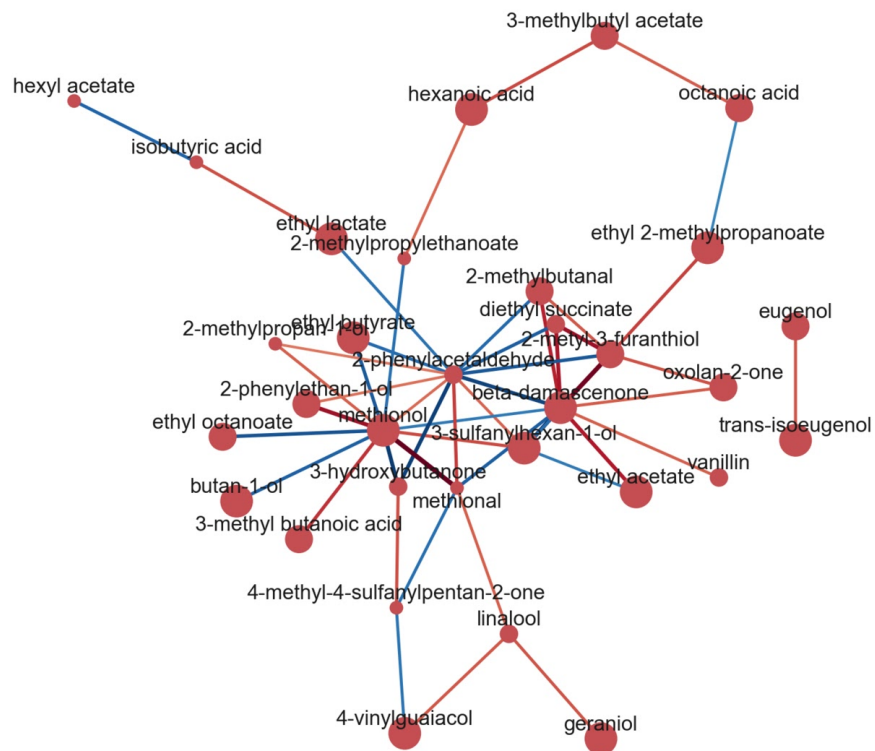 3-methylbutyl acetate
hexyl acetate
hexanoic acid
octanoic acid
isobutyric acid
ethyl lactate
2-methylpropylethanoate
ethyl 2-methylpropanoate
2-methylbutanal
diethyl succinate
eugenol
ethyl butyrate
2-methylpropan-1-ol
2-metyl-3-furanthiol
2-phenylacetaldehyde
oxolan-2-one
2-phenylethan-1-ol
beta-damascenone
methionol
ethyl octanoate
3-sulfanylhexan-1-ol
trans-isoeugenol
vanillin
3-hydroxybutanone
ethyl acetate
butan-1-ol
methional
3-methyl butanoic acid
4-methyl-4-sulfanylpentan-2-one
linalool
4-vinylguaiacol
geraniol